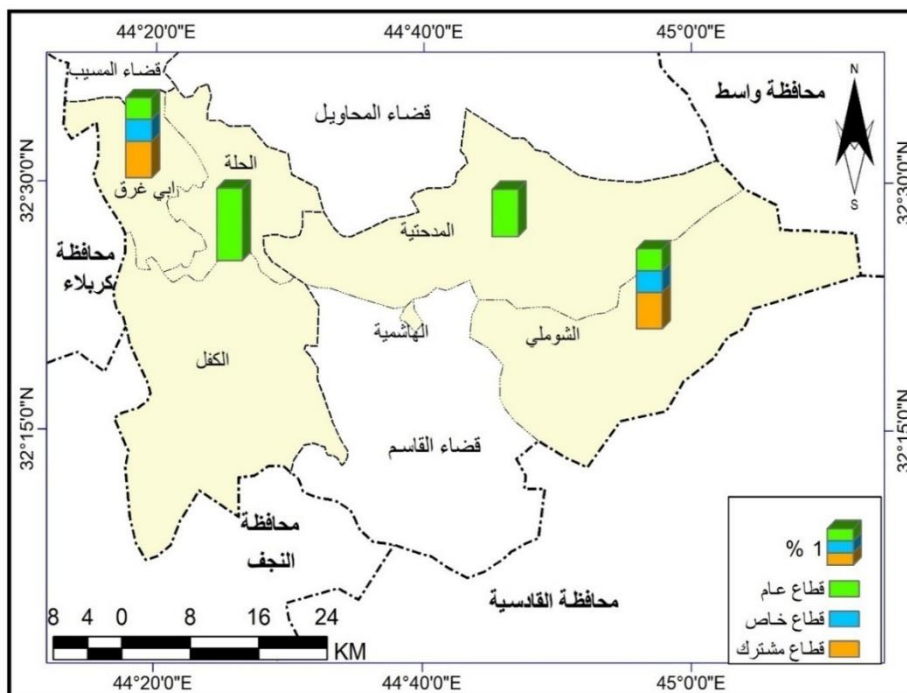 44°20'0"E
44°40'0"E
45°0'0"E
قضاء المسيب
محافظة واسط
N
قضاء المحاويل
الحلة
32°30'0"N
32°30'0"N
ابي غرق
S
المدحتية
محافظة
كربلاء
الهاشمية
الشوملي
الكفل
32°15'0"N
32°15'0"N
قضاء القاسم
محافظة
النجف
% 1
قطاع عام
محافظة القادسية
قطاع خاص
8 4 0 8 16 24
KM
قطاع مشترك
44°20'0"E
44°40'0"E
45°0'0"E